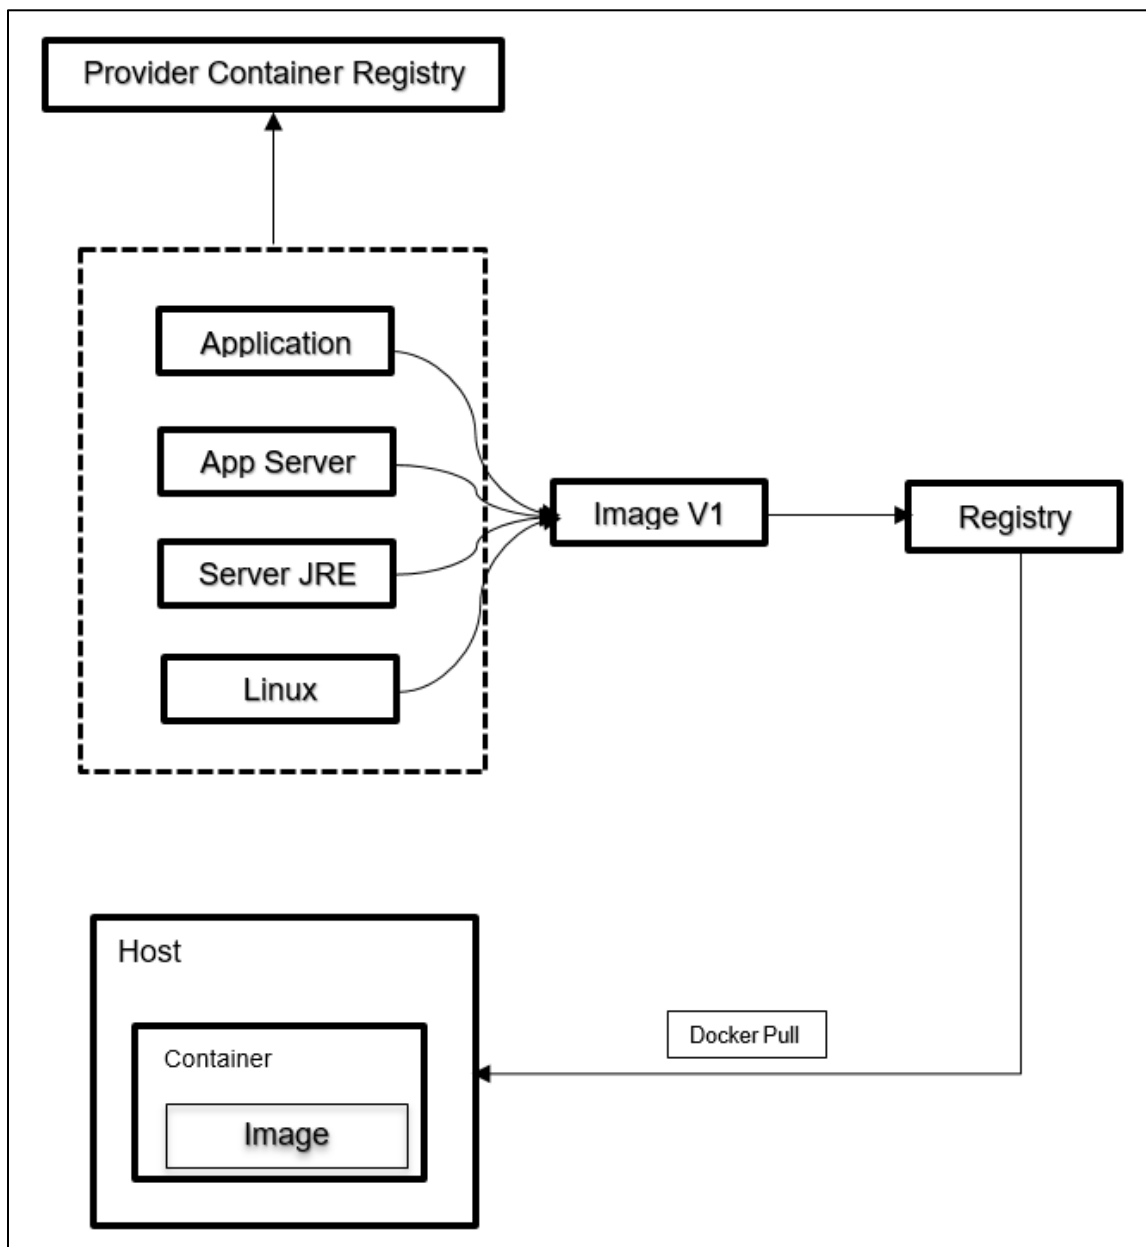 Provider Container Registry
Application
App Server
Server JRE
Linux
Image V1
Registry
Host
Container
Image
Docker Pull